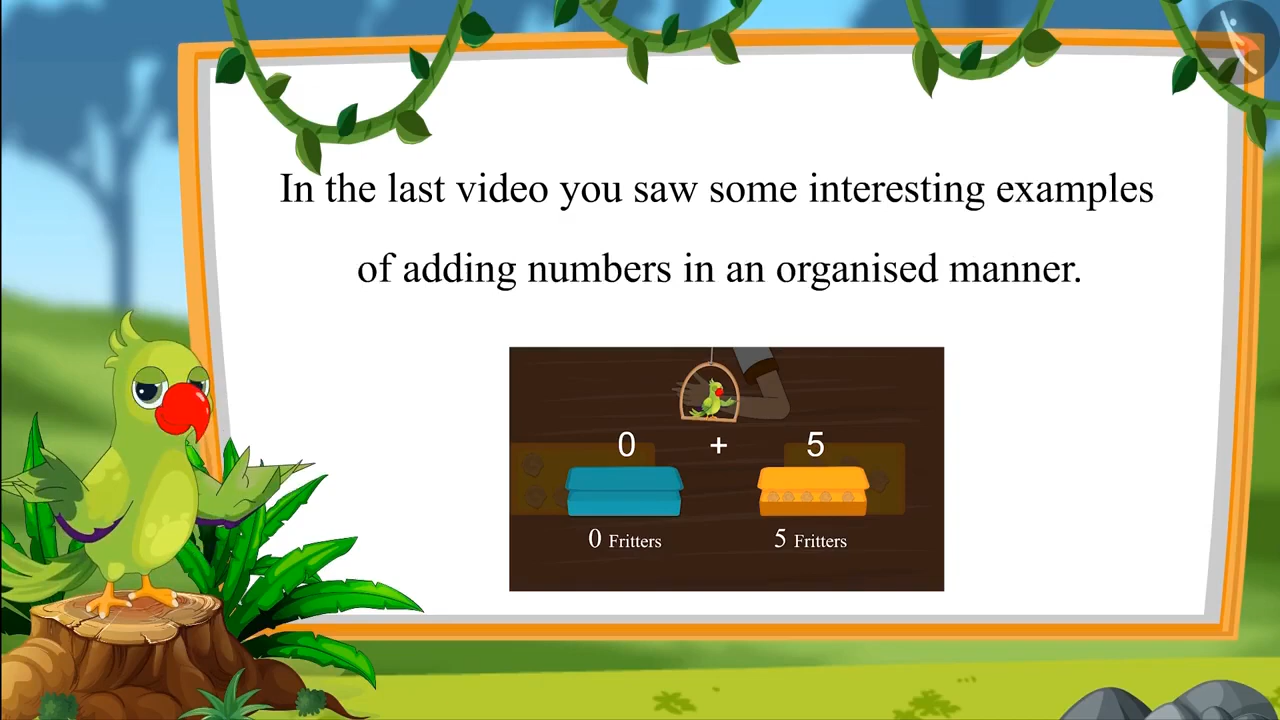 In the last video you saw some interesting examples
of adding numbers in an organised manner.
0 + 5
0 Fritters 5 Fritters